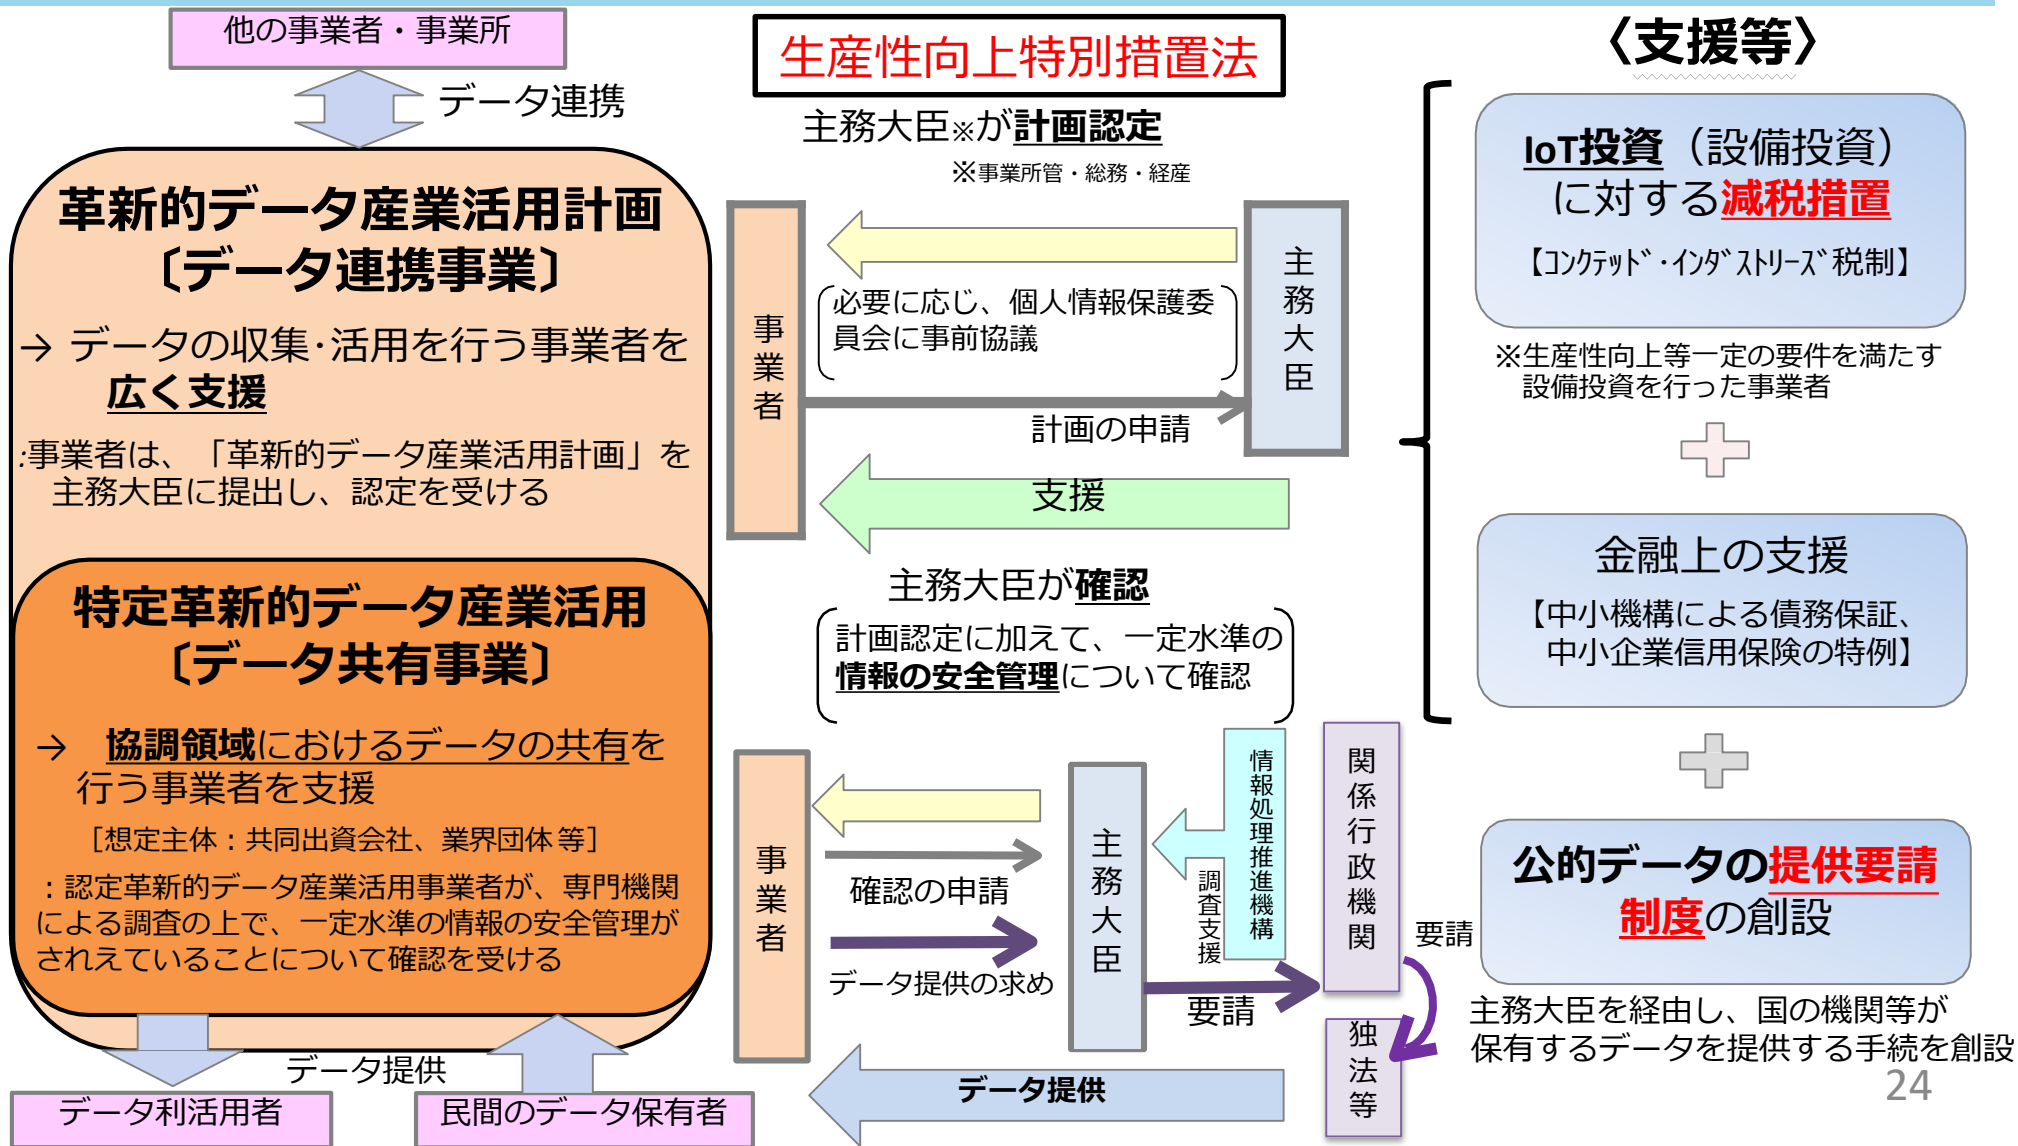 他の事業者・事業所
データ連携
革新的データ産業活用計画
〔データ連携事業〕
→ データの収集・活用を行う事業者を
広く支援
:事業者は、「革新的データ産業活用計画」を
主務大臣に提出し、認定を受ける
特定革新的データ産業活用
〔データ共有事業〕
→ 協調領域におけるデータの共有を
行う事業者を支援
［想定主体：共同出資会社、業界団体 等］
：認定革新的データ産業活用事業者が、専門機関
による調査の上で、一定水準の情報の安全管理が
されえていることについて確認を受ける
データ提供
データ利活用者
民間のデータ保有者
生産性向上特別措置法
主務大臣※が計画認定
※事業所管・総務・経産
事業者
主務大臣
必要に応じ、個人情報保護委
員会に事前協議
計画の申請
支援
主務大臣が確認
計画認定に加えて、一定水準の
情報の安全管理について確認
事業者
確認の申請
データ提供の求め
主務大臣
情報処理推進機構
調査支援
関係行政機関
要請
要請
独法等
データ提供
〈支援等〉
IoT投資（設備投資）
に対する減税措置
【ｺﾝｸﾃｯﾄﾞ・ｲﾝﾀﾞｽﾄﾘｰｽﾞ税制】
※生産性向上等一定の要件を満たす
設備投資を行った事業者
金融上の支援
【中小機構による債務保証、
中小企業信用保険の特例】
公的データの提供要請
制度の創設
主務大臣を経由し、国の機関等が
保有するデータを提供する手続を創設
24